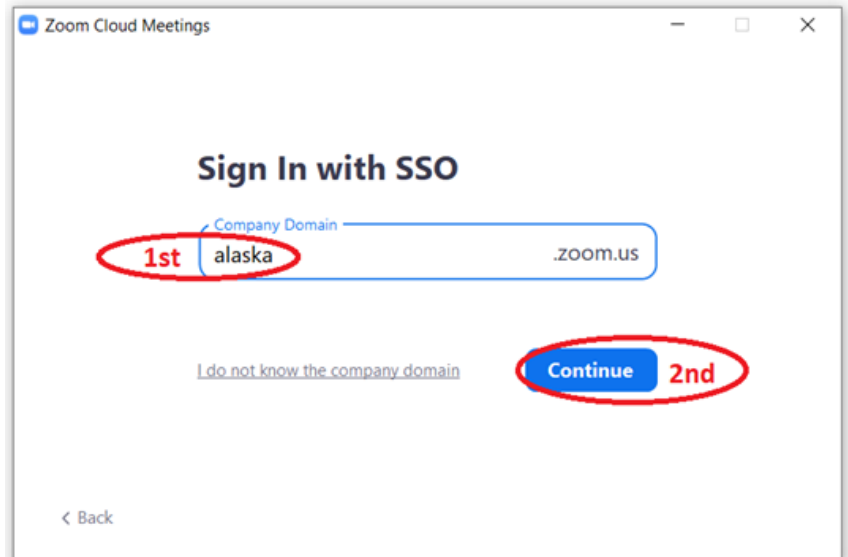 Zoom Cloud Meetings
Sign In with SSO
Company Domain
1st alaska .zoom.us
I do not know the company domain Continue 2nd
Back